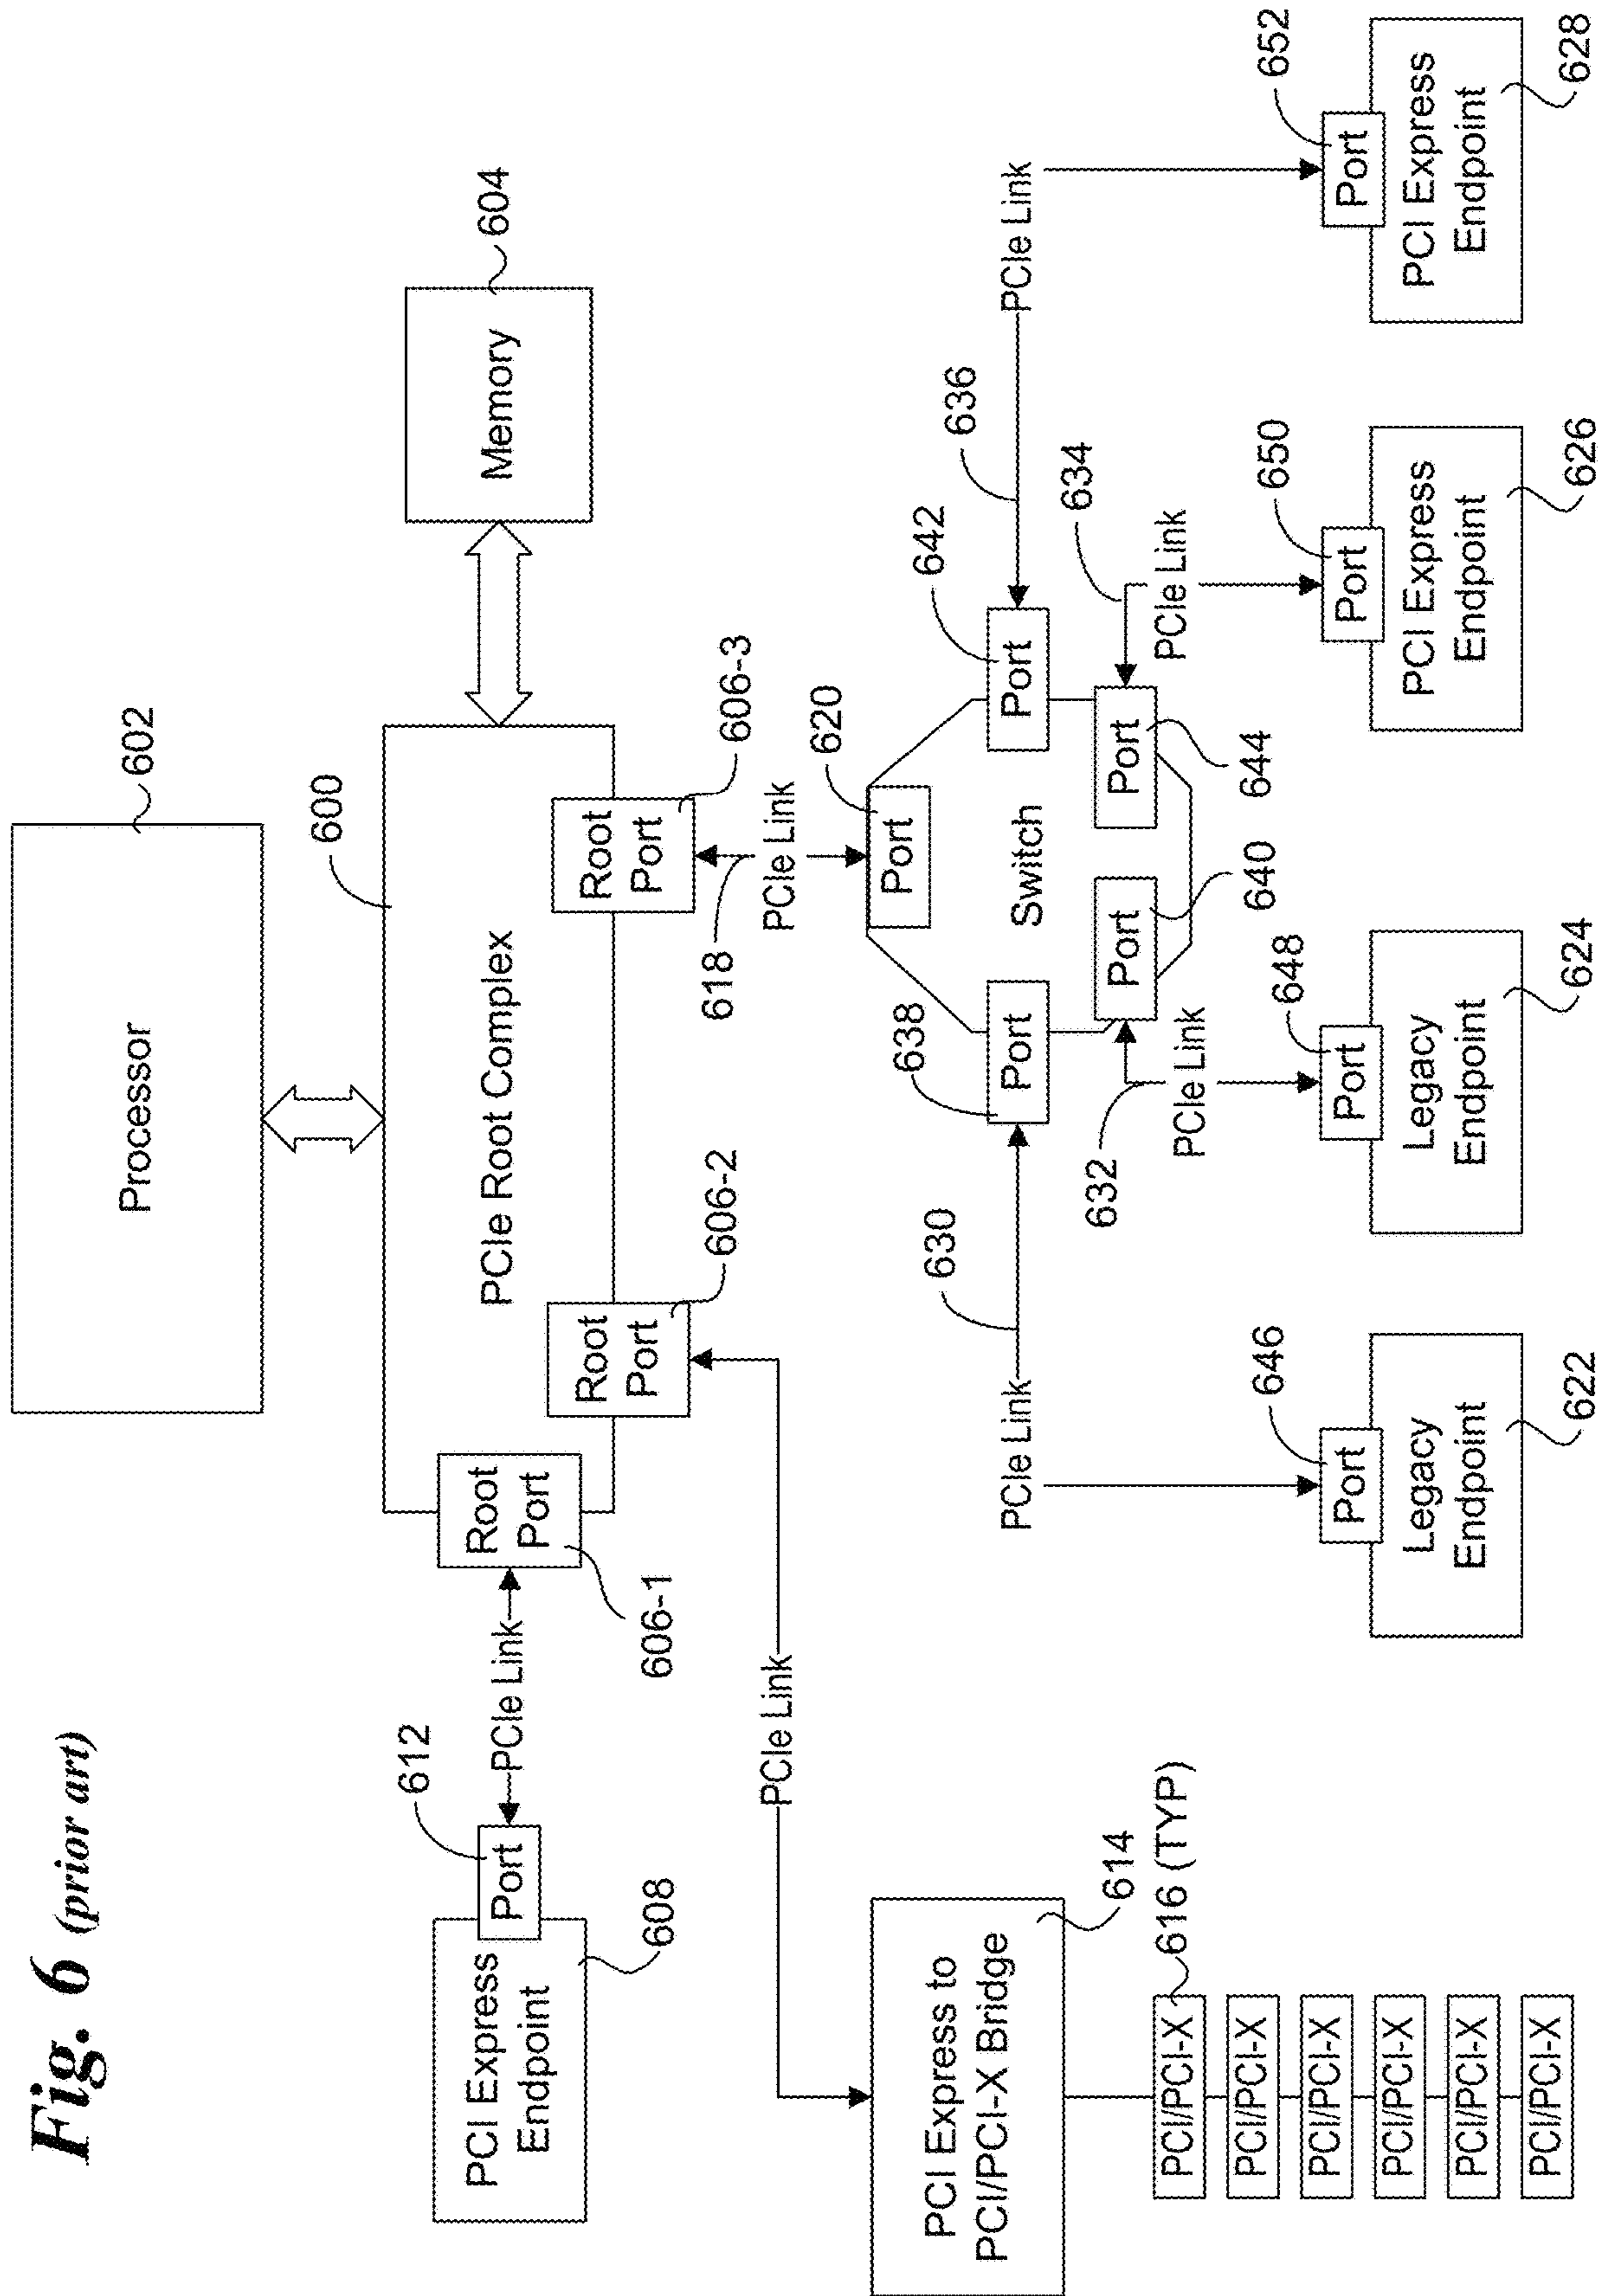 Fig. 6 (prior art)
Processor
602
600
PCIe Root Complex
Memory
604
Root
Port
606-1
Root
Port
606-2
Root
Port
606-3
PCI Express
Endpoint
608
Port
612
PCIe Link
PCIe Link
618
PCIe Link
620
Port
Switch
638
Port
Port
640
Port
644
Port
642
630
PCIe Link
632
PCIe Link
634
PCIe Link
636
PCIe Link
PCI Express to
PCI/PCI-X Bridge
614
616 (TYP)
PCI/PCI-X
PCI/PCI-X
PCI/PCI-X
PCI/PCI-X
PCI/PCI-X
PCI/PCI-X
646
Port
Legacy
Endpoint
622
648
Port
Legacy
Endpoint
624
650
Port
PCI Express
Endpoint
626
652
Port
PCI Express
Endpoint
628